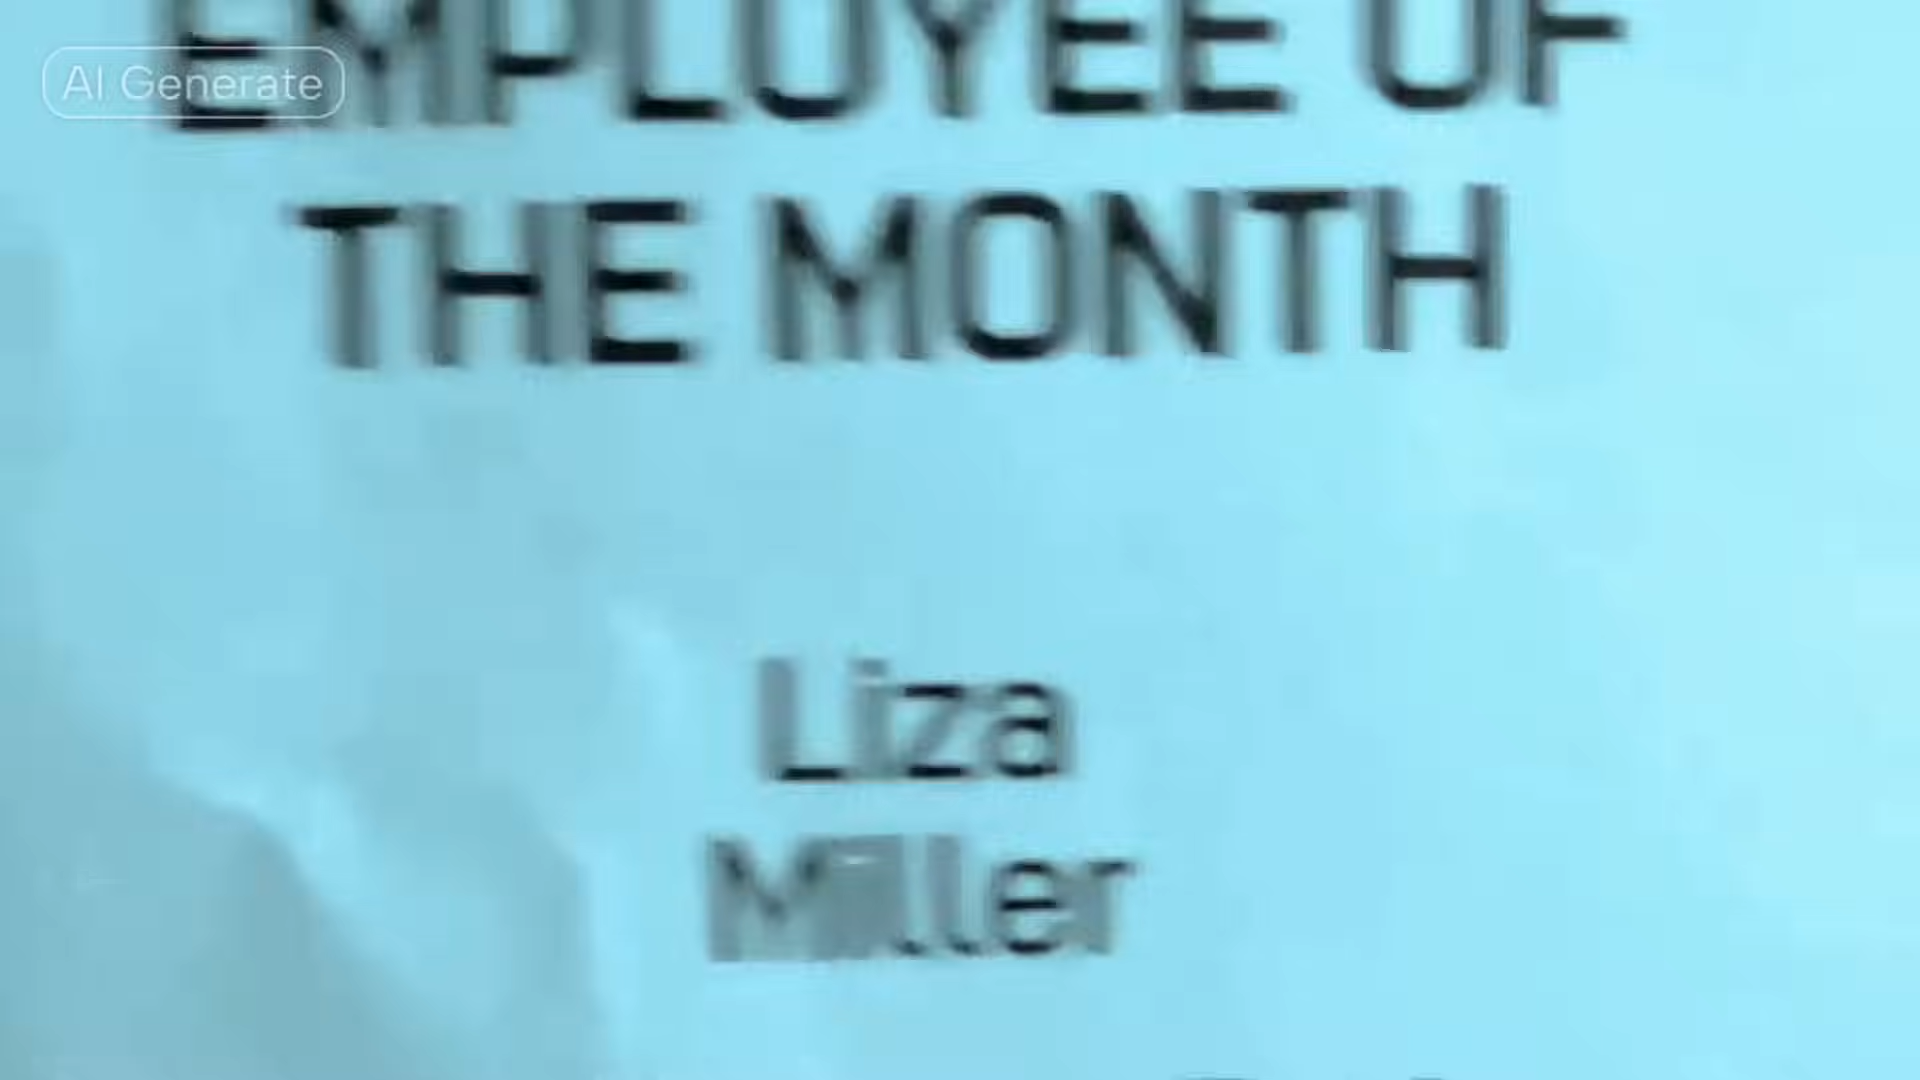 AI Generate
EMPLOYEE OF
THE MONTH
Liza
Miller